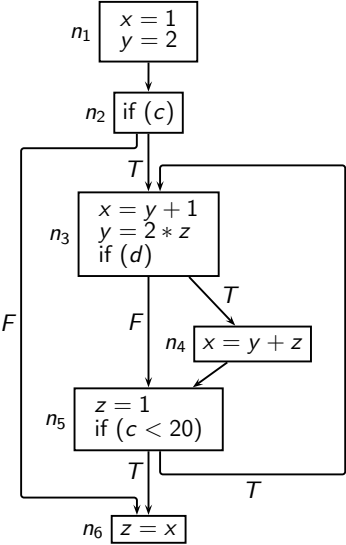 n1
x = 1
y = 2
n2
if (c)
T
n3
x = y + 1
y = 2 ∗ z
if (d)
T
F
F
n4
x = y + z
n5
z = 1
if (c < 20)
T
T
n6
z = x